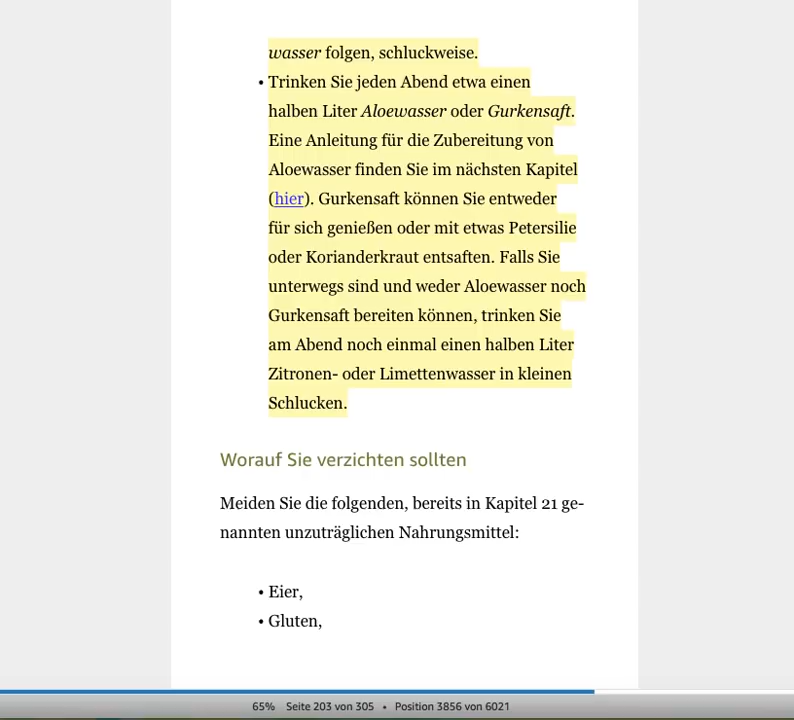 wasser folgen, schluckweise.
• Trinken Sie jeden Abend etwa einen
halben Liter Aloewasser oder Gurkensaft.
Eine Anleitung für die Zubereitung von
Aloewasser finden Sie im nächsten Kapitel
(hier). Gurkensaft können Sie entweder
für sich genießen oder mit etwas Petersilie
oder Korianderkraut entsaften. Falls Sie
unterwegs sind und weder Aloewasser noch
Gurkensaft bereiten können, trinken Sie
am Abend noch einmal einen halben Liter
Zitronen- oder Limettenwasser in kleinen
Schlucken.
Worauf Sie verzichten sollten
Meiden Sie die folgenden, bereits in Kapitel 21 ge-
nannten unzuträglichen Nahrungsmittel:
• Eier,
• Gluten,
65% Seite 203 von 305 • Position 3856 von 6021